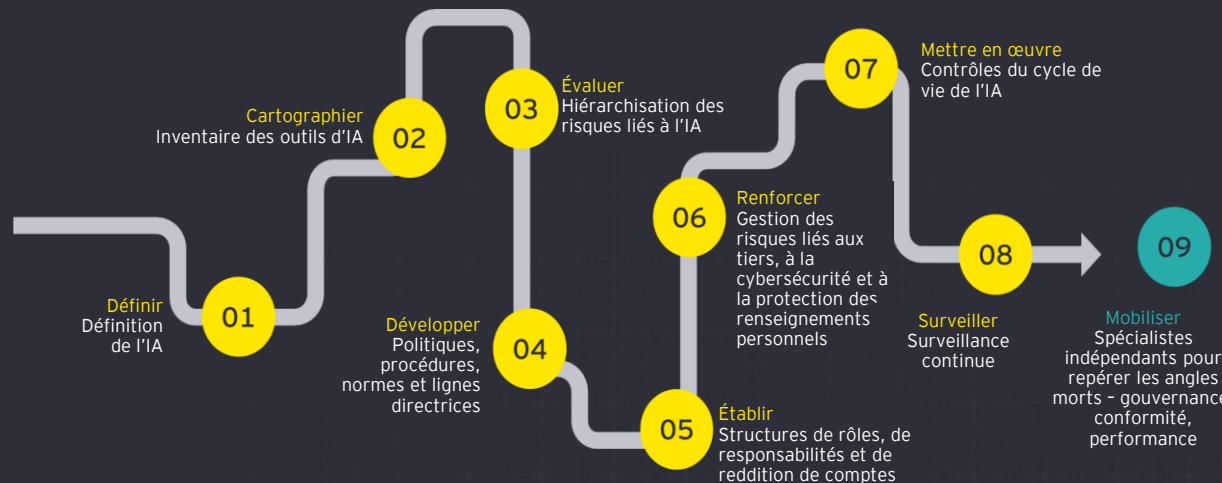 01
Définir
Définition
de l'IA
02
Cartographier
Inventaire des outils d'IA
03
Évaluer
Hiérarchisation des
risques liés à l'IA
04
Développer
Politiques,
procédures,
normes et lignes
directrices
05
Établir
Structures de rôles, de
responsabilités et de
reddition de comptes
06
Renforcer
Gestion des
risques liés aux
tiers, à la
cybersécurité et à
la protection des
renseignements
personnels
07
Mettre en œuvre
Contrôles du cycle de
vie de l'IA
08
Surveiller
Surveillance
continue
09
Mobiliser
Spécialistes
indépendants pour
repérer les angles
morts – gouvernance
conformité,
performance